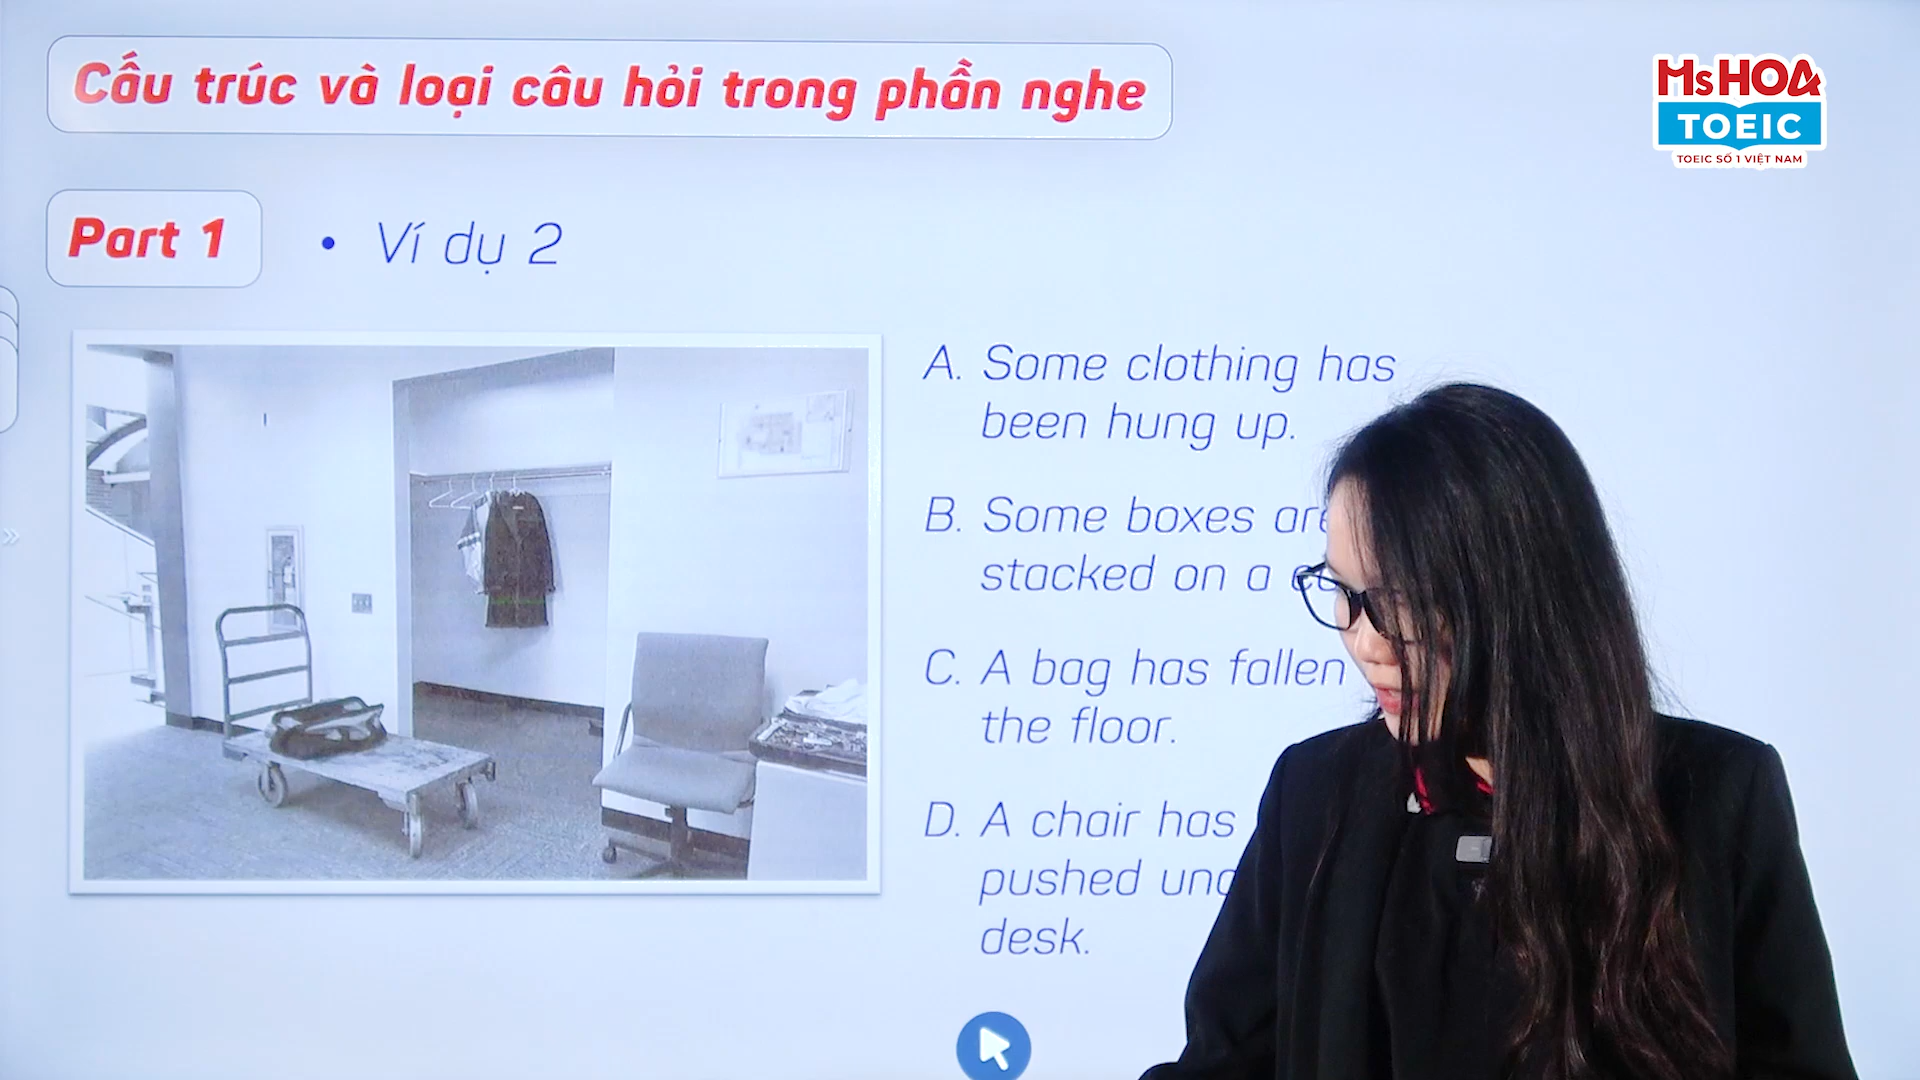 Cấu trúc và loại câu hỏi trong phần nghe
MsHOA
TOEIC
TOEIC SỐ 1 VIỆT NAM
Part 1
• Ví dụ 2
A. Some clothing has
been hung up.
B. Some boxes are
stacked on a
C. A bag has fallen
the floor.
D. A chair has
pushed
desk.
»